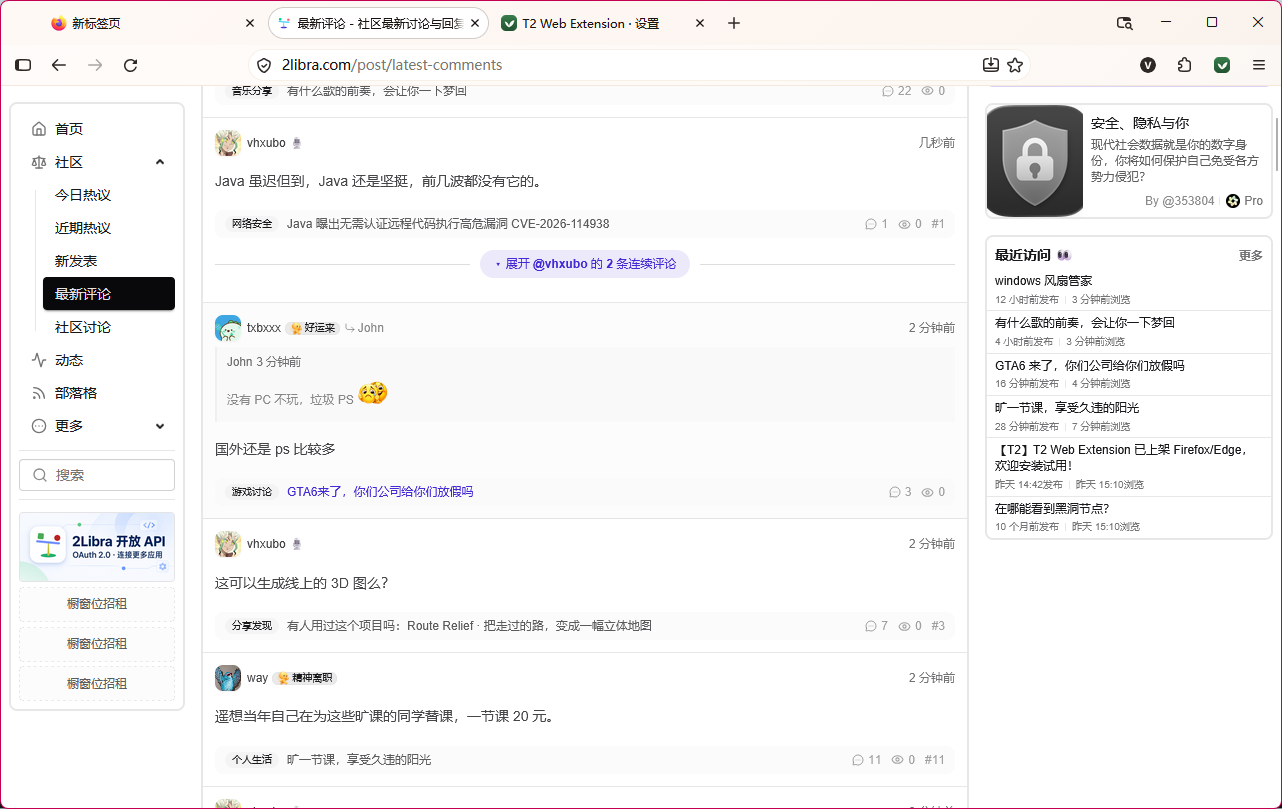 新标签页
最新评论 - 社区最新讨论与回复
T2 Web Extension · 设置
2libra.com/post/latest-comments
首页
社区
今日热议
近期热议
新发表
最新评论
社区讨论
动态
部落格
更多
搜索
2Libra 开放 API
OAuth 2.0 · 连接更多应用
橱窗位招租
橱窗位招租
橱窗位招租
音乐分享 有什么歌的前奏，会让你一下梦回 22 0
vhxubo 几秒前
Java 虽迟但到，Java 还是坚挺，前几波都没有它的。
网络安全 Java 曝出无需认证远程代码执行高危漏洞 CVE-2026-114938 1 0 #1
· 展开 @vhxubo 的 2 条连续评论
txbxxx 好运来 John 2 分钟前
John 3 分钟前
没有 PC 不玩，垃圾 PS
国外还是 ps 比较多
游戏讨论 GTA6来了，你们公司给你们放假吗 3 0
vhxubo 2 分钟前
这可以生成线上的 3D 图么？
分享发现 有人用过这个项目吗：Route Relief · 把走过的路，变成一幅立体地图 7 0 #3
way 精神离职 2 分钟前
遥想当年自己在为这些旷课的同学替课，一节课 20 元。
个人生活 旷一节课，享受久违的阳光 11 0 #11
安全、隐私与你
现代社会数据就是你的数字身
份，你将如何保护自己免受各方
势力侵犯？
By @353804 Pro
最近访问 更多
windows 风扇管家
12 小时前发布 3 分钟前浏览
有什么歌的前奏，会让你一下梦回
4 小时前发布 3 分钟前浏览
GTA6 来了，你们公司给你们放假吗
16 分钟前发布 4 分钟前浏览
旷一节课，享受久违的阳光
28 分钟前发布 7 分钟前浏览
【T2】T2 Web Extension 已上架 Firefox/Edge，
欢迎安装试用！
昨天 14:42发布 昨天 15:10浏览
在哪能看到黑洞节点？
10 个月前发布 昨天 15:10浏览